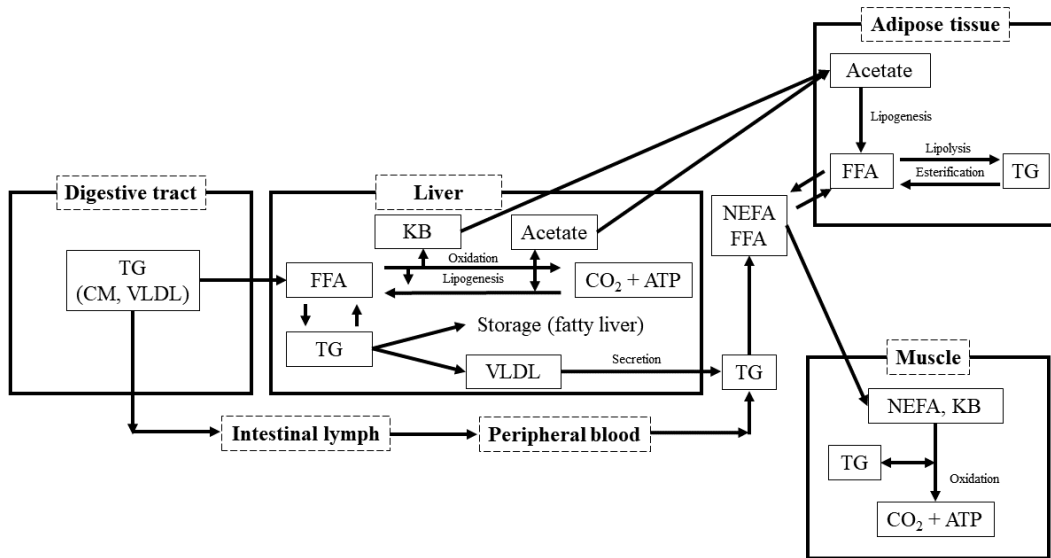 Adipose tissue
Acetate
Lipogenesis
FFA
Lipolysis
Esterification
TG
Digestive tract
TG
(CM, VLDL)
Liver
KB
Acetate
Oxidation
Lipogenesis
FFA
CO₂ + ATP
TG
Storage (fatty liver)
VLDL
Secretion
NEFA
FFA
TG
Intestinal lymph
Peripheral blood
Muscle
NEFA, KB
TG
Oxidation
CO₂ + ATP